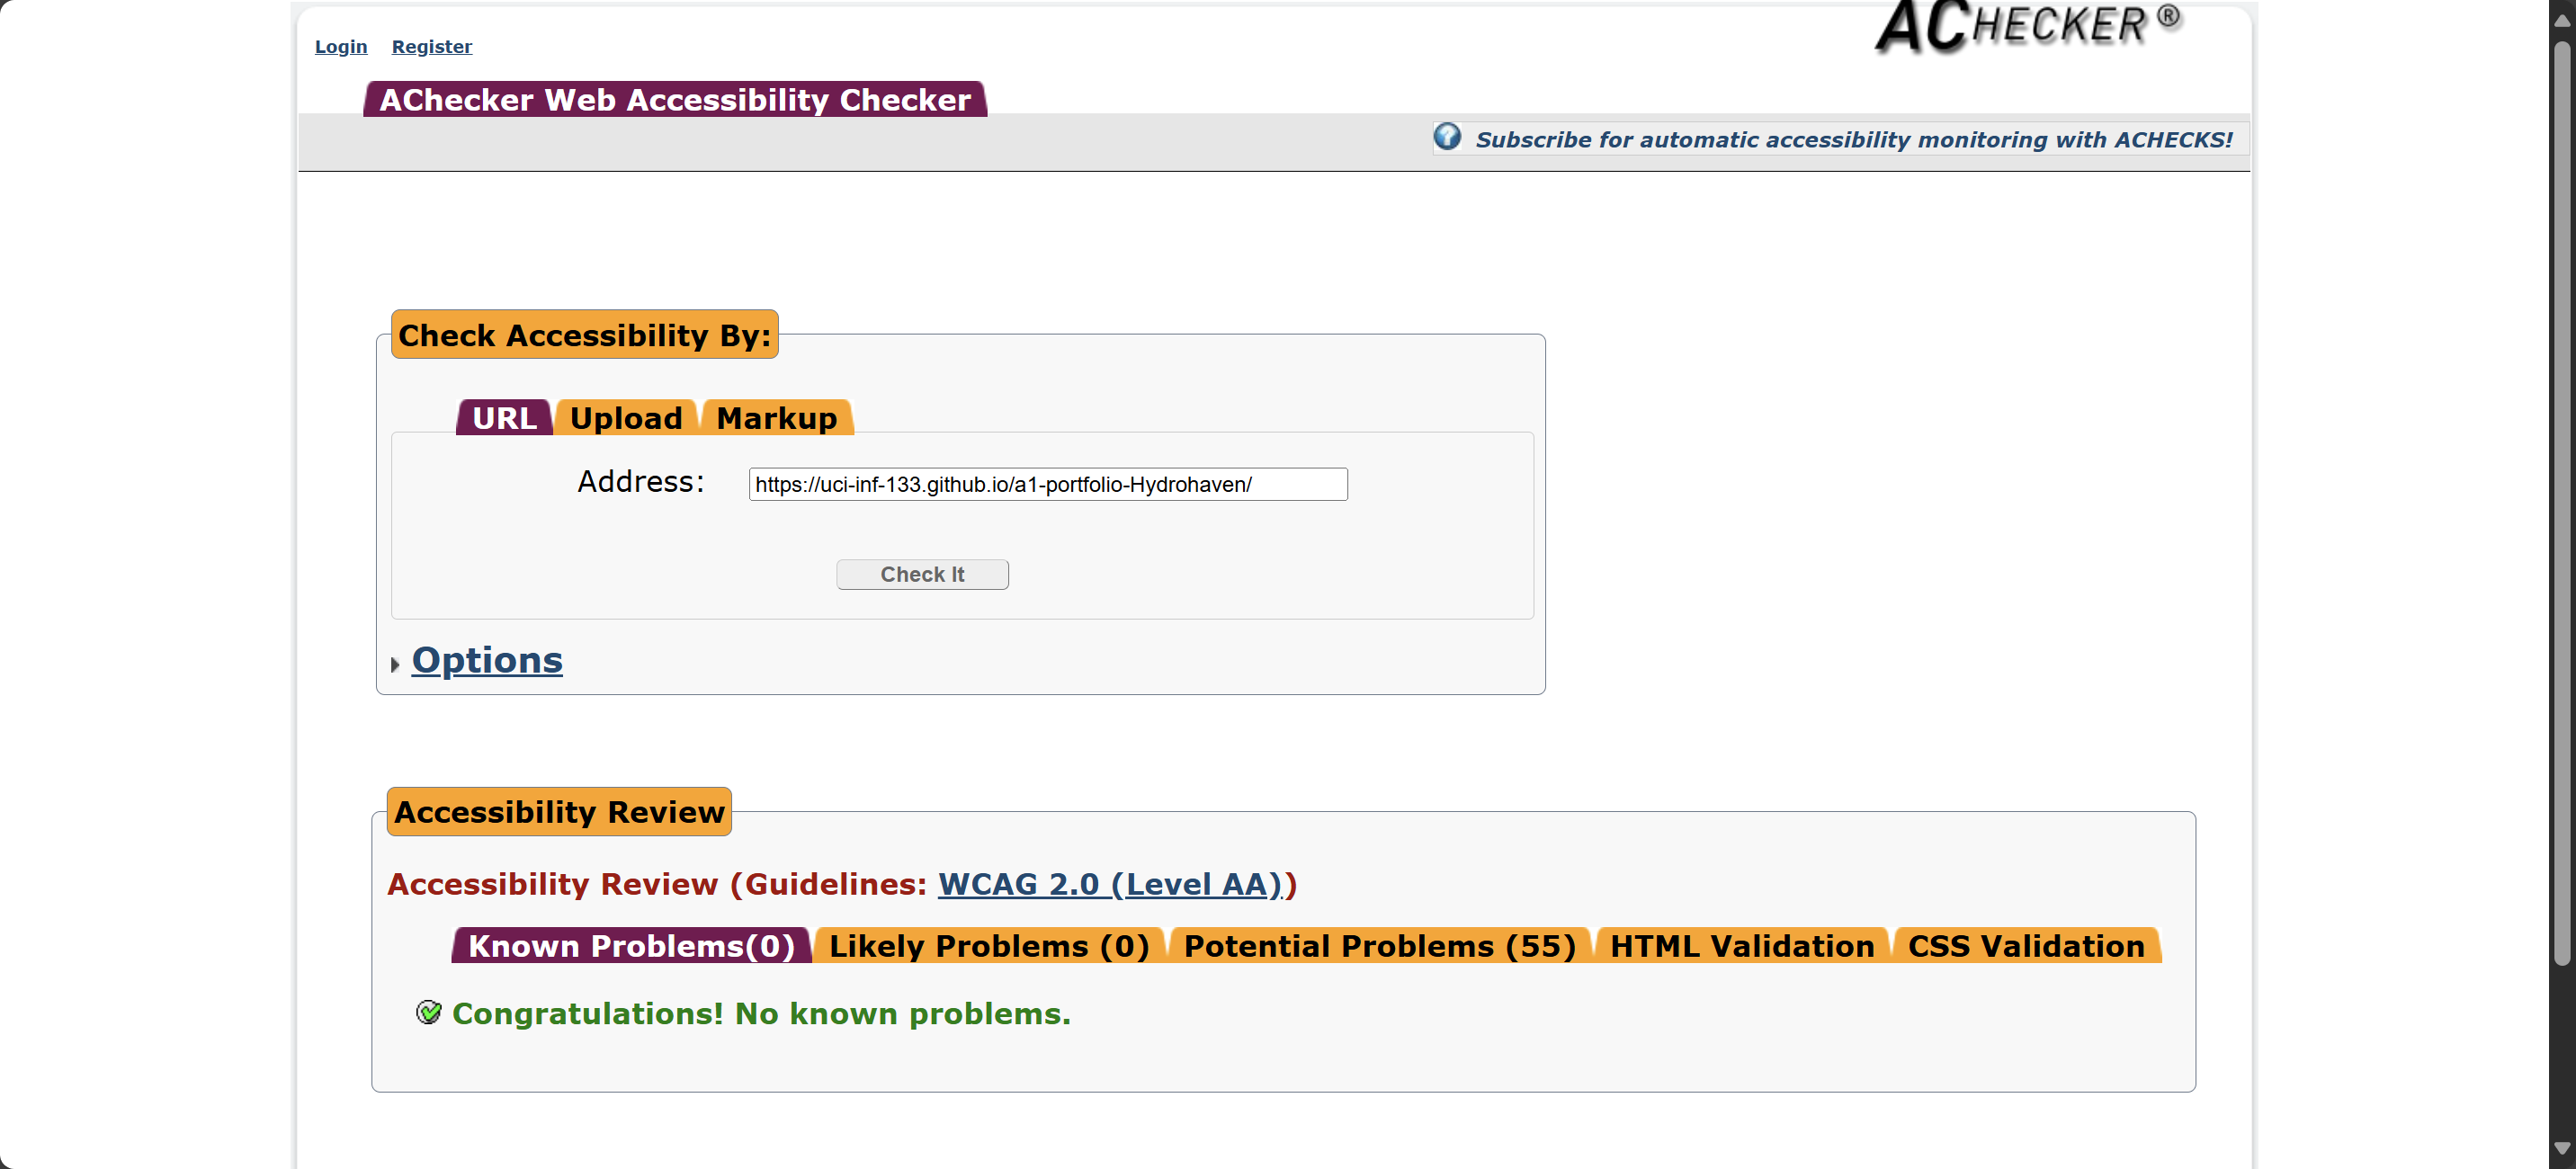 Login Register
ACHECKER ®
AChecker Web Accessibility Checker
Subscribe for automatic accessibility monitoring with ACHECKS!
Check Accessibility By:
URL Upload Markup
Address: https://uci-inf-133.github.io/a1-portfolio-Hydrohaven/
Check It
Options
Accessibility Review
Accessibility Review (Guidelines: WCAG 2.0 (Level AA))
Known Problems(0) Likely Problems (0) Potential Problems (55) HTML Validation CSS Validation
Congratulations! No known problems.